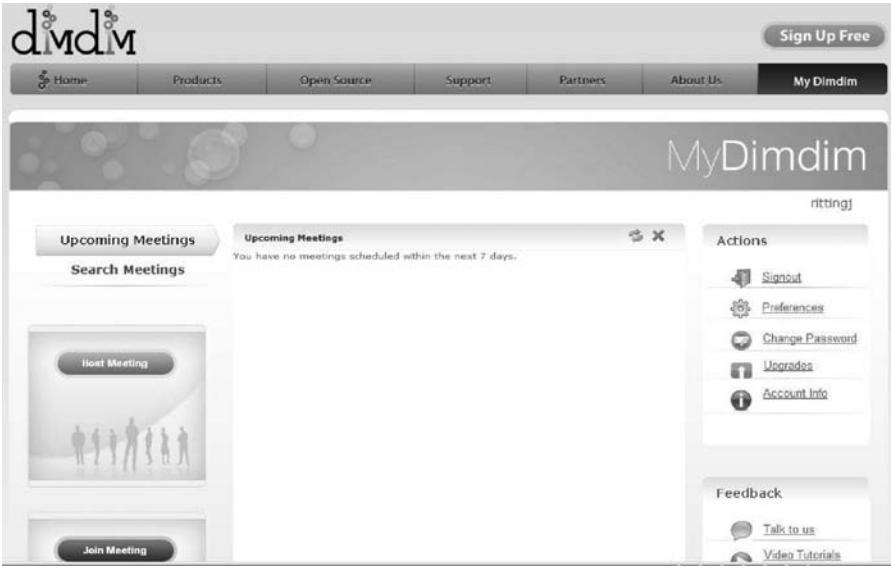 dimdim
Sign Up Free
Home Products Open Source Support Partners About Us My Dimdim
MyDimdim
rittingj
Upcoming Meetings
Search Meetings
Host Meeting
Join Meeting
Upcoming Meetings
You have no meetings scheduled within the next 7 days.
Actions
Signout
Preferences
Change Password
Upgrades
Account Info
Feedback
Talk to us
Video Tutorials